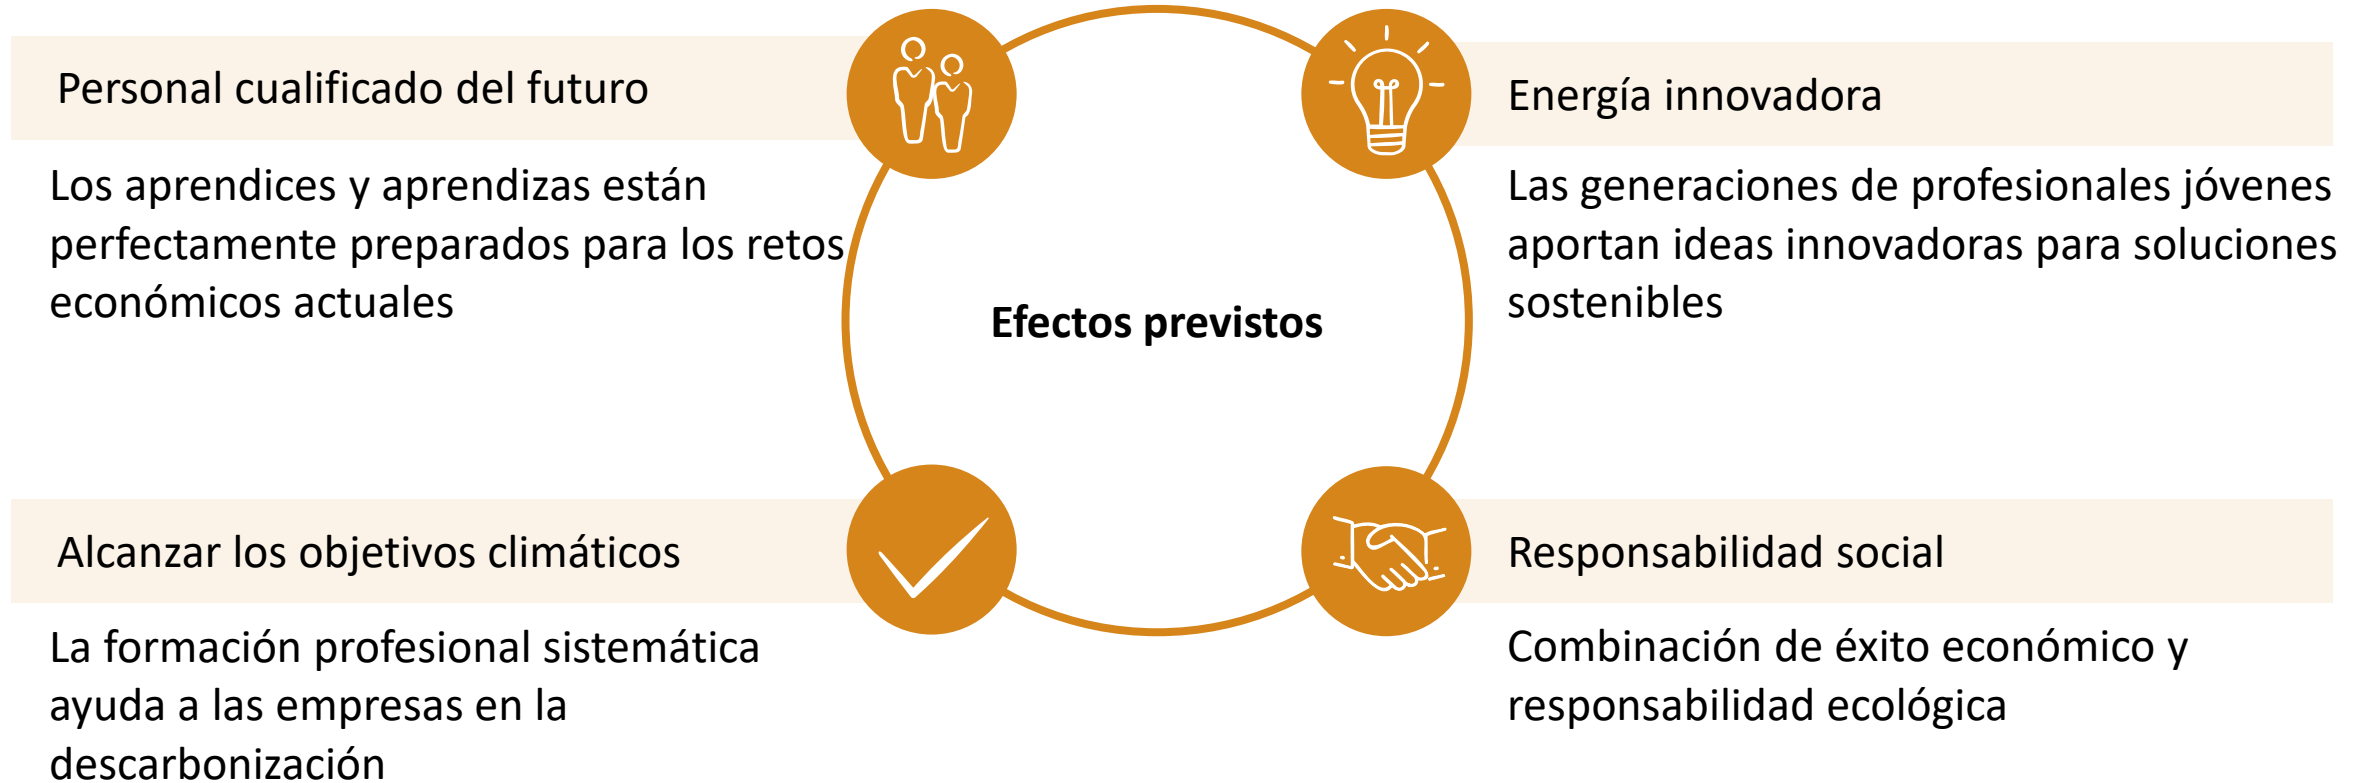 Personal cualificado del futuro
Los aprendices y aprendizas están
perfectamente preparados para los retos
económicos actuales
Energía innovadora
Las generaciones de profesionales jóvenes
aportan ideas innovadoras para soluciones
sostenibles
Efectos previstos
Alcanzar los objetivos climáticos
La formación profesional sistemática
ayuda a las empresas en la
descarbonización
Responsabilidad social
Combinación de éxito económico y
responsabilidad ecológica